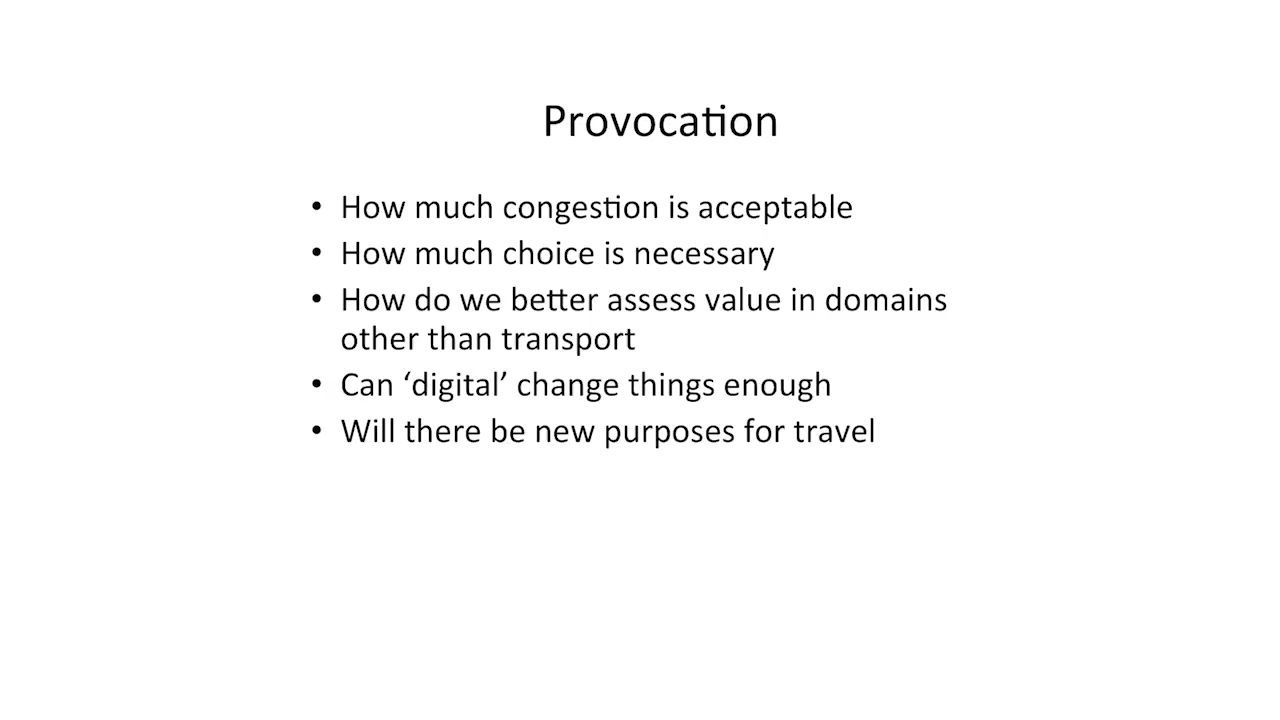 Provocation
• How much congestion is acceptable
• How much choice is necessary
• How do we better assess value in domains
other than transport
• Can ‘digital’ change things enough
• Will there be new purposes for travel